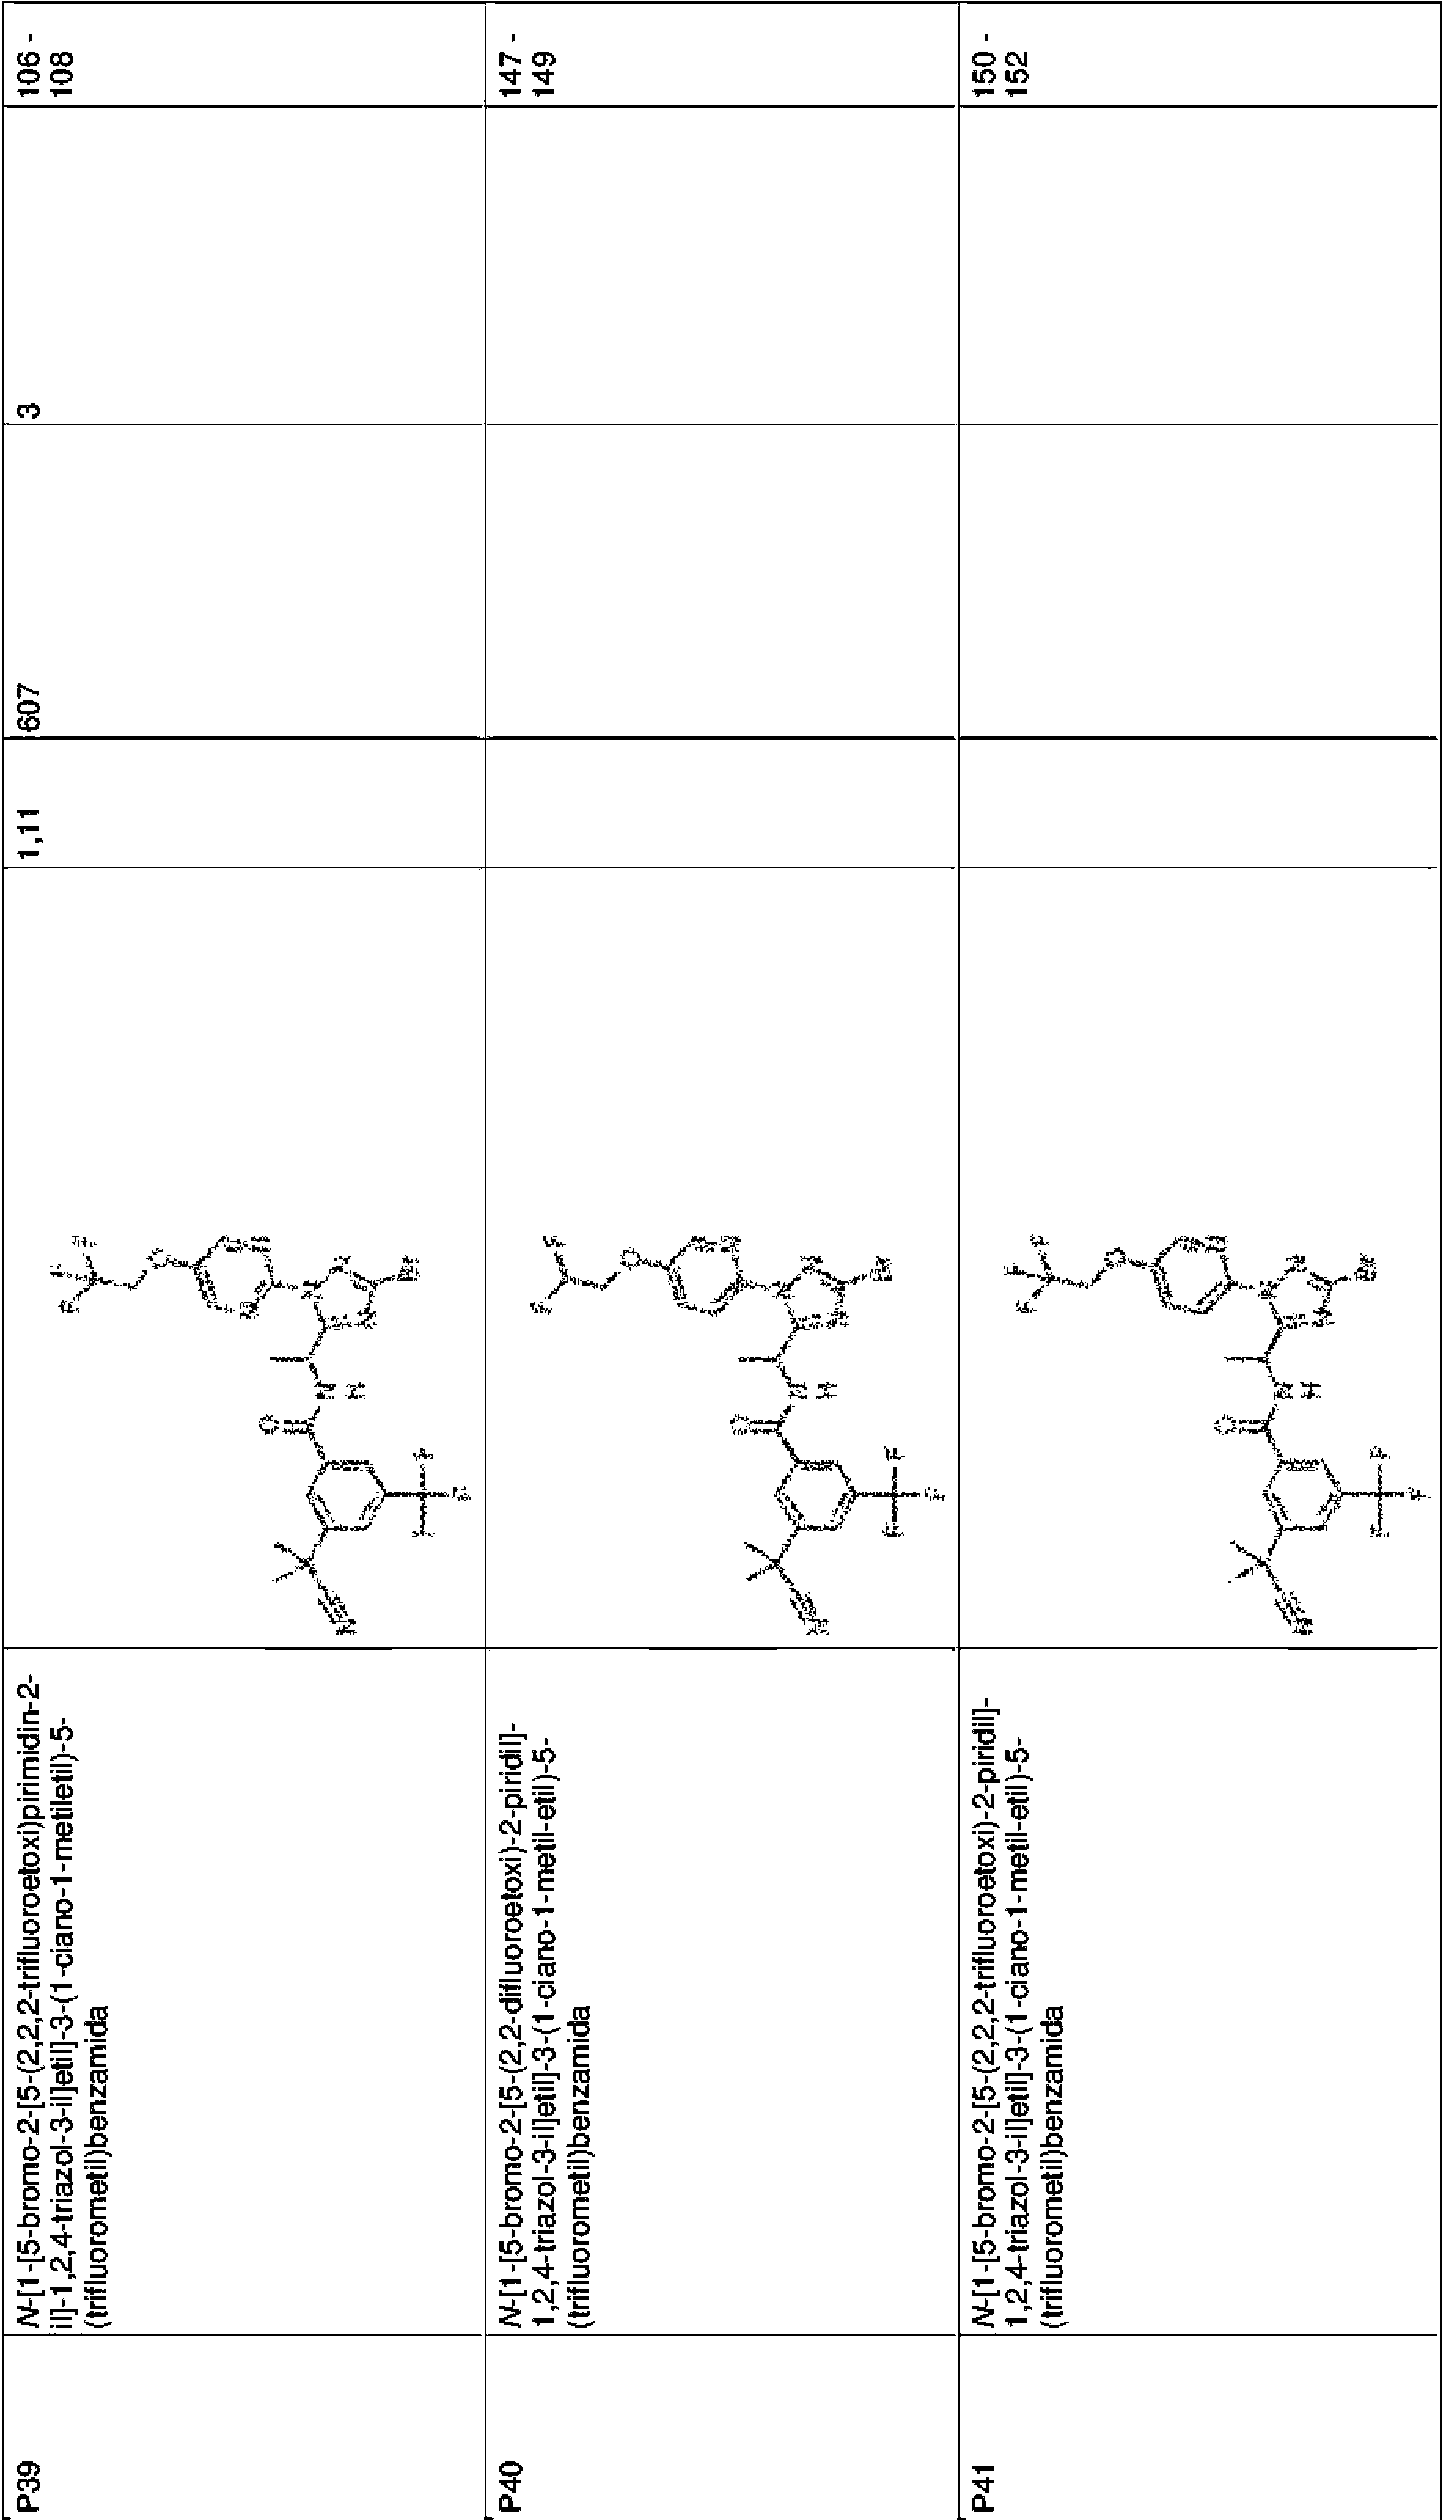 P39
N-[1-[5-bromo-2-[5-(2,2,2-trifluoroetoxi)pirimidin-2-
il]-1,2,4-triazol-3-il]etil]-3-(1-ciano-1-metiletil)-5-
(trifluorometil)benzamida
1,11
607
3
106 -
108
P40
N-[1-[5-bromo-2-[5-(2,2-difluoroetoxi)-2-piridil]-
1,2,4-triazol-3-il]etil]-3-(1-ciano-1-metil-etil)-5-
(trifluorometil)benzamida
147 -
149
P41
N-[1-[5-bromo-2-[5-(2,2,2-trifluoroetoxi)-2-piridil]-
1,2,4-triazol-3-il]etil]-3-(1-ciano-1-metil-etil)-5-
(trifluorometil)benzamida
150 -
152